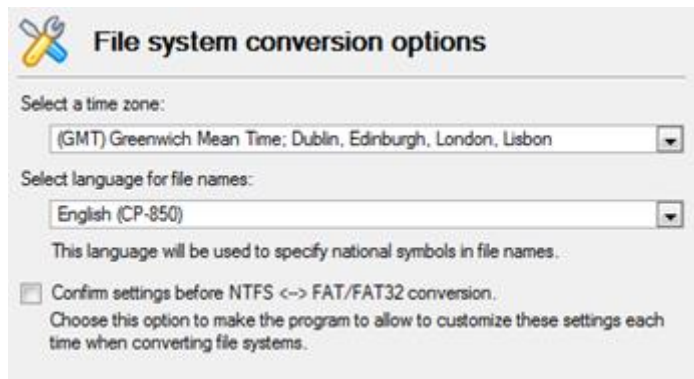 File system conversion options
Select a time zone:
(GMT) Greenwich Mean Time; Dublin, Edinburgh, London, Lisbon
Select language for file names:
English (CP-850)
This language will be used to specify national symbols in file names.
Confirm settings before NTFS <--> FAT/FAT32 conversion.
Choose this option to make the program to allow to customize these settings each
time when converting file systems.